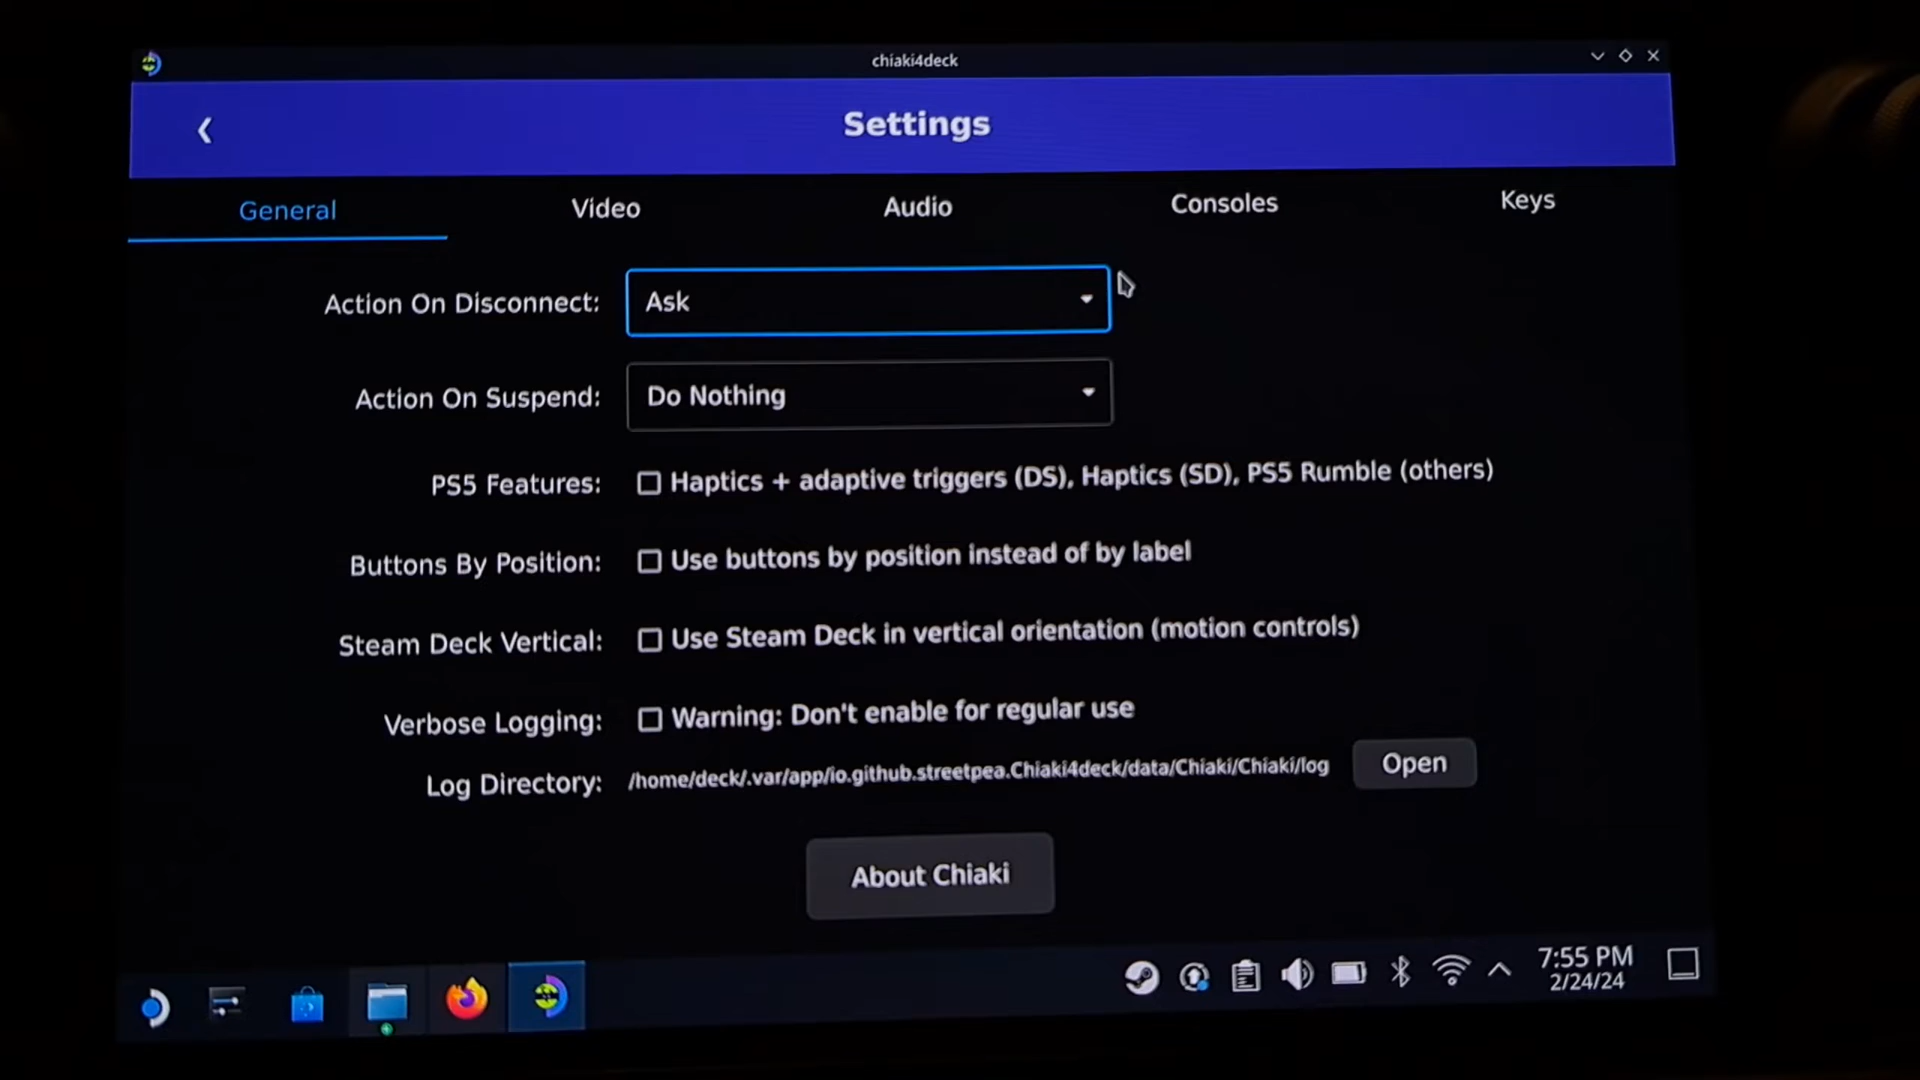 chiaki4deck
Settings
General Video Audio Consoles Keys
Action On Disconnect: Ask
Action On Suspend: Do Nothing
PS5 Features: Haptics + adaptive triggers (DS), Haptics (SD), PS5 Rumble (others)
Buttons By Position: Use buttons by position instead of by label
Steam Deck Vertical: Use Steam Deck in vertical orientation (motion controls)
Verbose Logging: Warning: Don't enable for regular use
Log Directory: /home/deck/.var/app/io.github.streetpea.Chiaki4deck/data/Chiaki/Chiaki/log Open
About Chiaki
7:55 PM
2/24/24